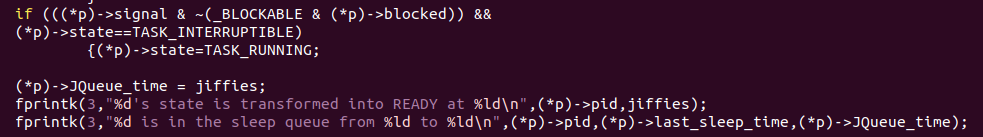 if (((*p)->signal & ~(_BLOCKABLE & (*p)->blocked)) &&
(*p)->state==TASK_INTERRUPTIBLE)
{(*p)->state=TASK_RUNNING;
(*p)->JQueue_time = jiffies;
fprintk(3,"%d's state is transformed into READY at %ld\n",(*p)->pid,jiffies);
fprintk(3,"%d is in the sleep queue from %ld to %ld\n",(*p)->pid,(*p)->last_sleep_time,(*p)->JQueue_time);